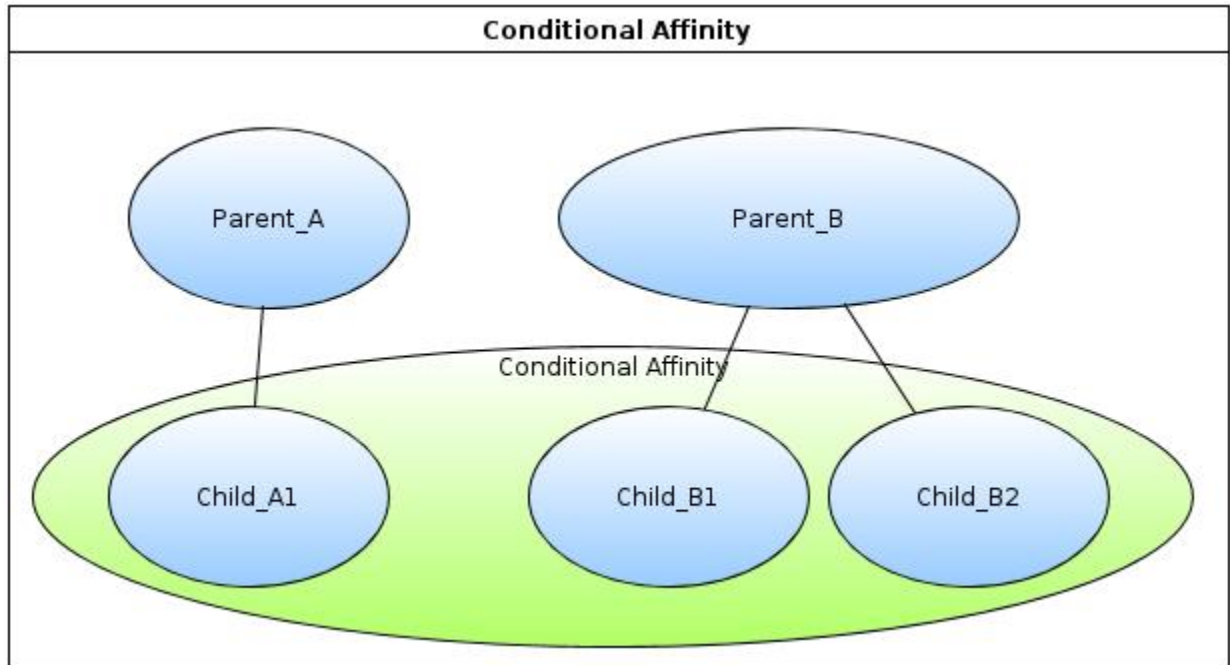 Conditional Affinity
Parent_A
Parent_B
Conditional Affinity
Child_A1
Child_B1
Child_B2